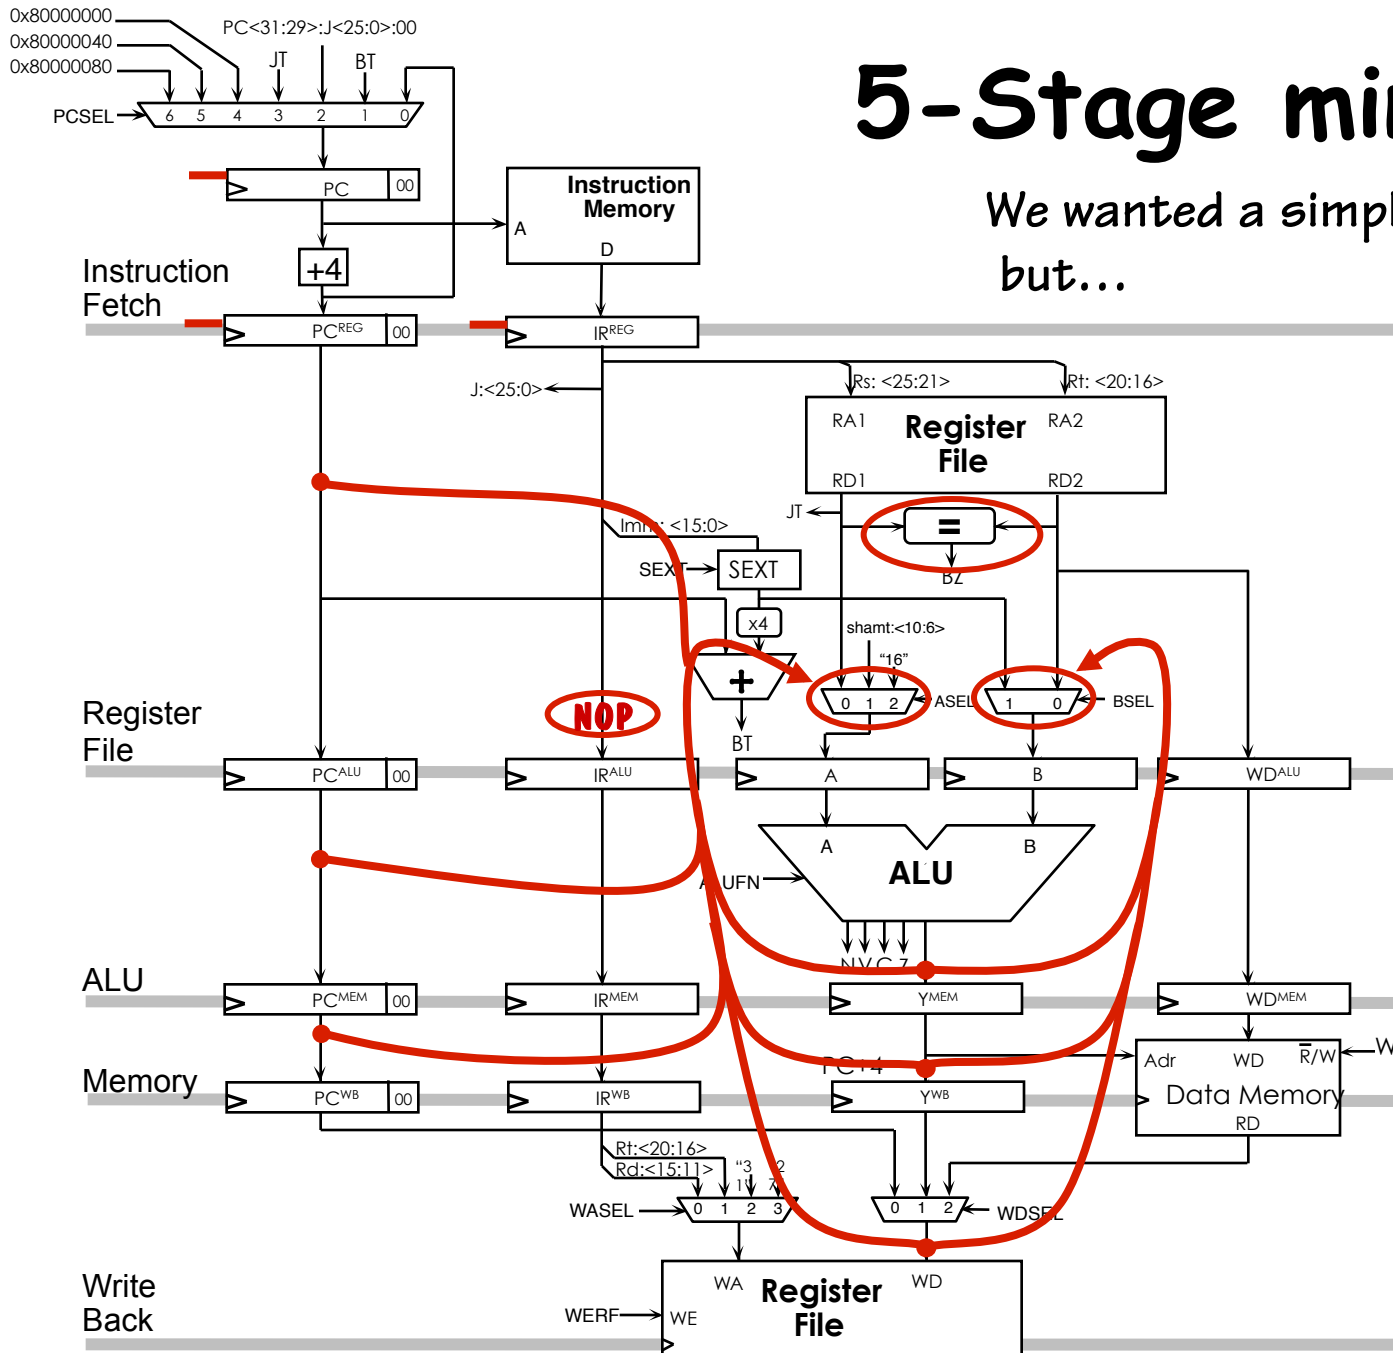 0x80000000
0x80000040
0x80000080
PC<31:29>:J<25:0>:00
JT
BT
PCSEL
6 5 4 3 2 1 0
5-Stage
We wanted a
but...
PC 00
Instruction
Memory
A
D
+4
Instruction
Fetch
PCREG 00
IRREG
J:<25:0>
Rs: <25:21>
Rt: <20:16>
RA1
Register
File
RA2
RD1
RD2
JT
=
BZ
Imm: <15:0>
SEXT
SEXT
x4
shamt:<10:6>
"16"
+
0 1 2
ASEL
1 0
BSEL
BT
NOP
Register
File
PCALU 00
IRALU
A
B
WDALU
A
B
ALU
ALUFN
N V C Z
ALU
PCMEM 00
IRMEM
YMEM
WDMEM
PC+4
Adr
WD
R/W
W
Data Memory
RD
Memory
PCWB 00
IRWB
YWB
Rt:<20:16>
Rd:<15:11>
"3
1"
2
7
WASEL
0 1 2 3
0 1 2
WDSEL
Write
Back
WA
Register
File
WD
WERF
WE